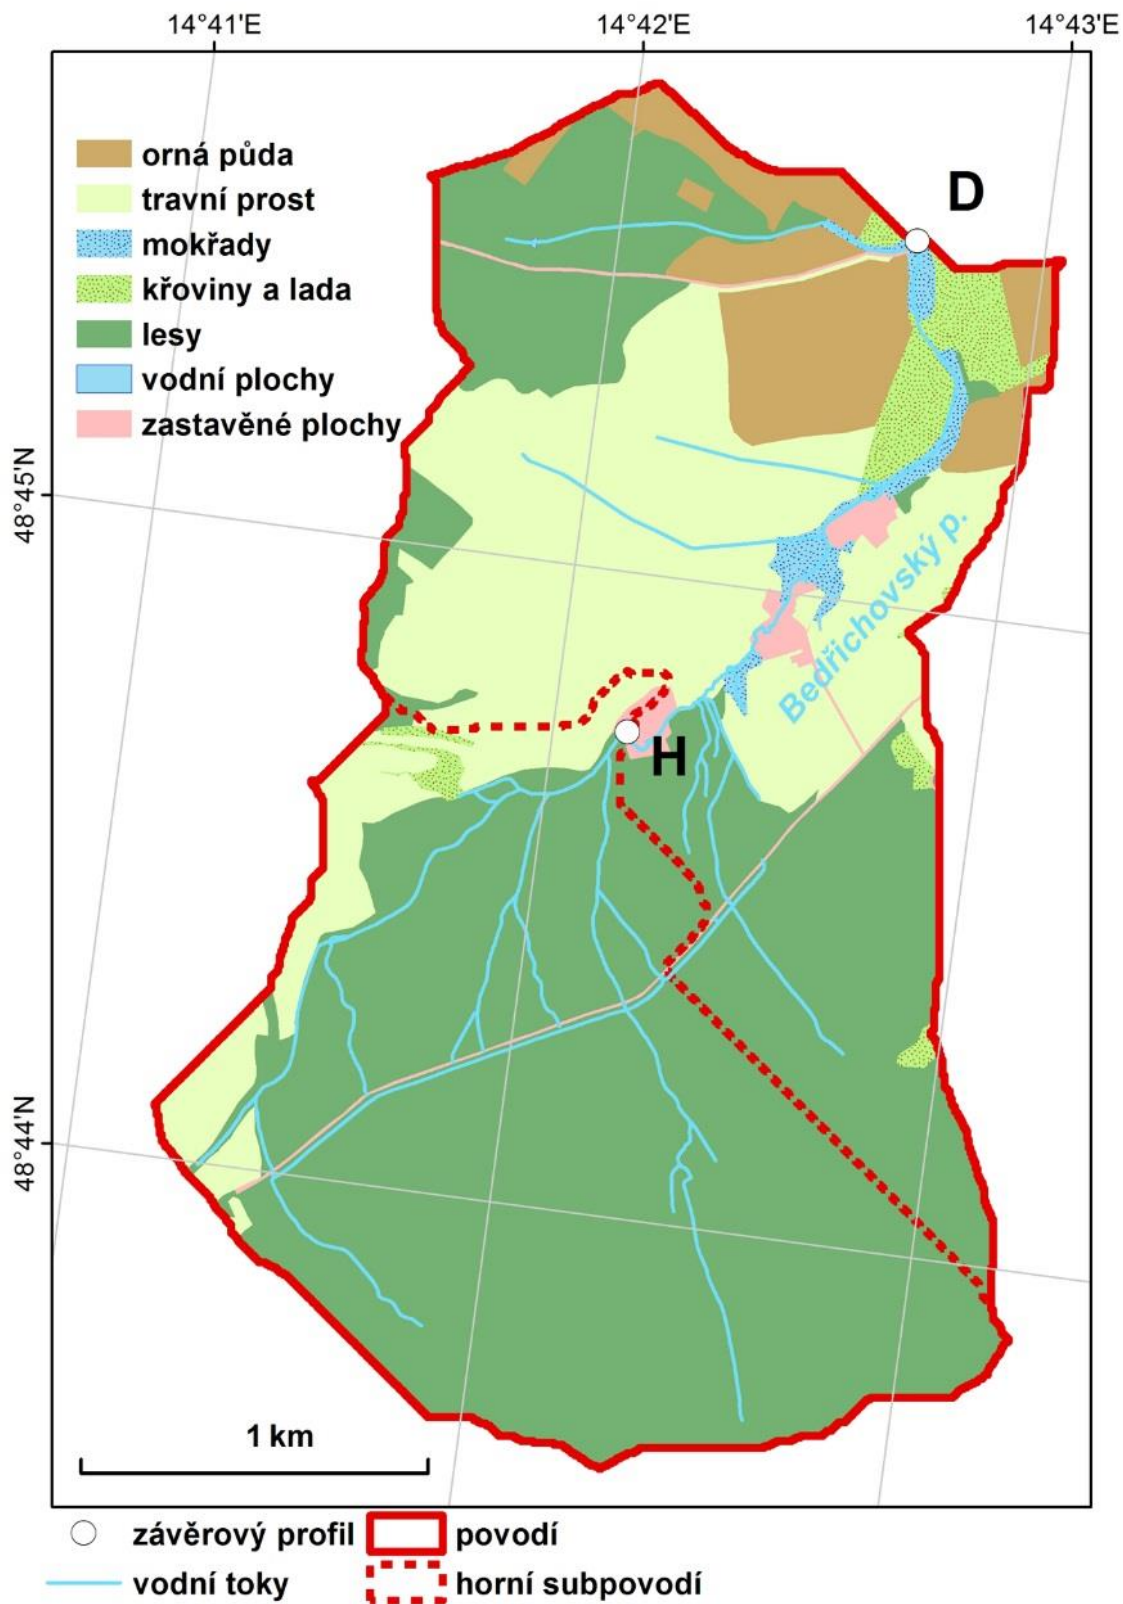 14°41'E 14°42'E 14°43'E
D
orná půda
travní prost
mokřady
křoviny a lada
lesy
vodní plochy
zastavěné plochy
48°45'N
Bedřichovský p.
H
48°44'N
1 km
závěrový profil povodí
vodní toky horní subpovodí